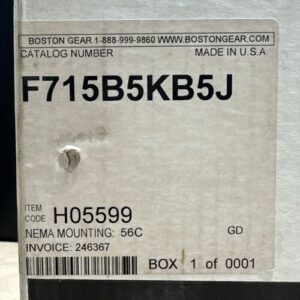 BOSTON GEAR 1-888-999-9860 WWW.BOSTONGEAR.COM
CATALOG NUMBER MADE IN U.S.A.
F715B5KB5J
ITEM
CODE H05599
NEMA MOUNTING: 56C GD
INVOICE: 246367
BOX 1 of 0001